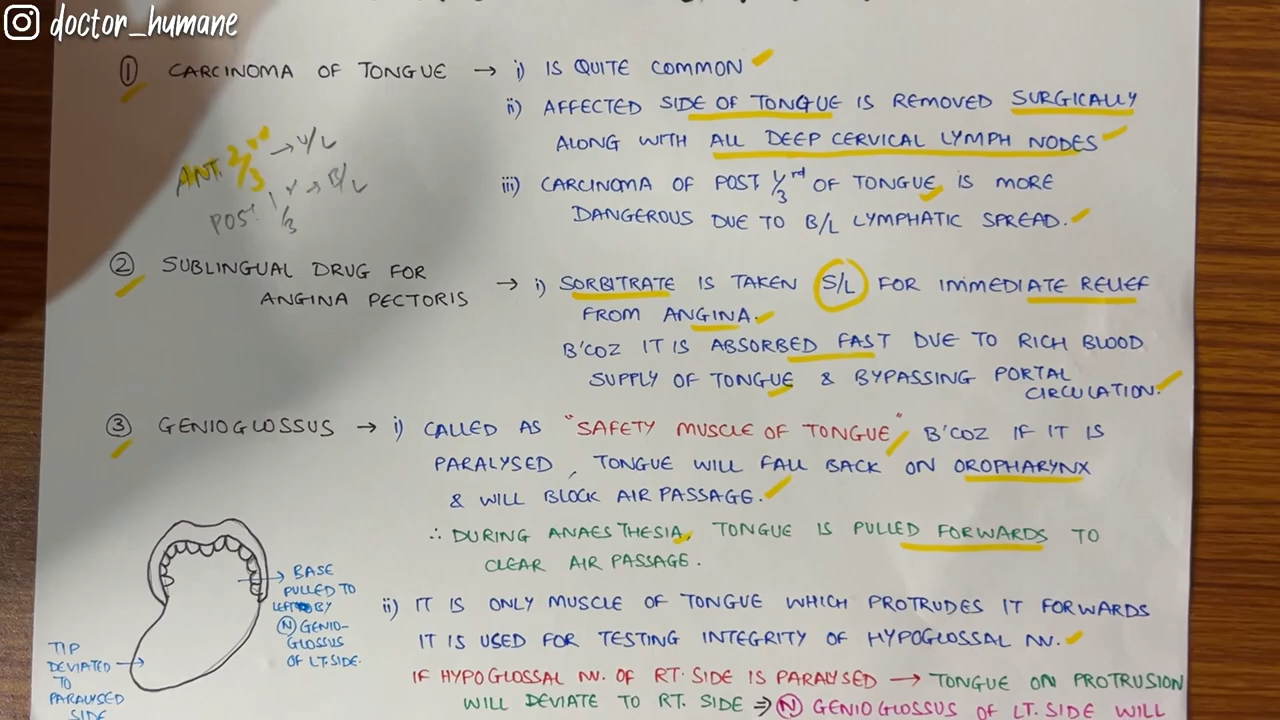 doctor_humane
① CARCINOMA OF TONGUE → i) IS QUITE COMMON
ii) AFFECTED SIDE OF TONGUE IS REMOVED SURGICALLY
ALONG WITH ALL DEEP CERVICAL LYMPH NODES
ANT. 2/3rd → U/L
POST. 1/3 → B/L
iii) CARCINOMA OF POST 1/3rd OF TONGUE IS MORE
DANGEROUS DUE TO B/L LYMPHATIC SPREAD.
② SUBLINGUAL DRUG FOR
ANGINA PECTORIS → i) SORBITRATE IS TAKEN S/L FOR IMMEDIATE RELIEF
FROM ANGINA.
B'COZ IT IS ABSORBED FAST DUE TO RICH BLOOD
SUPPLY OF TONGUE & BYPASSING PORTAL
CIRCULATION.
③ GENIOGLOSSUS → i) CALLED AS "SAFETY MUSCLE OF TONGUE" B'COZ IF IT IS
PARALYSED, TONGUE WILL FALL BACK ON OROPHARYNX
& WILL BLOCK AIR PASSAGE.
∴ DURING ANAESTHESIA, TONGUE IS PULLED FORWARDS TO
CLEAR AIR PASSAGE.
BASE
PULLED TO
LEFT BY
Ⓝ GENIO-
GLOSSUS
OF LT. SIDE.
TIP
DEVIATED →
TO
PARALYSED
SIDE
ii) IT IS ONLY MUSCLE OF TONGUE WHICH PROTRUDES IT FORWARDS
IT IS USED FOR TESTING INTEGRITY OF HYPOGLOSSAL NV.
IF HYPOGLOSSAL NV. OF RT. SIDE IS PARALYSED → TONGUE ON PROTRUSION
WILL DEVIATE TO RT. SIDE ⇒ Ⓝ GENIOGLOSSUS OF LT. SIDE WILL